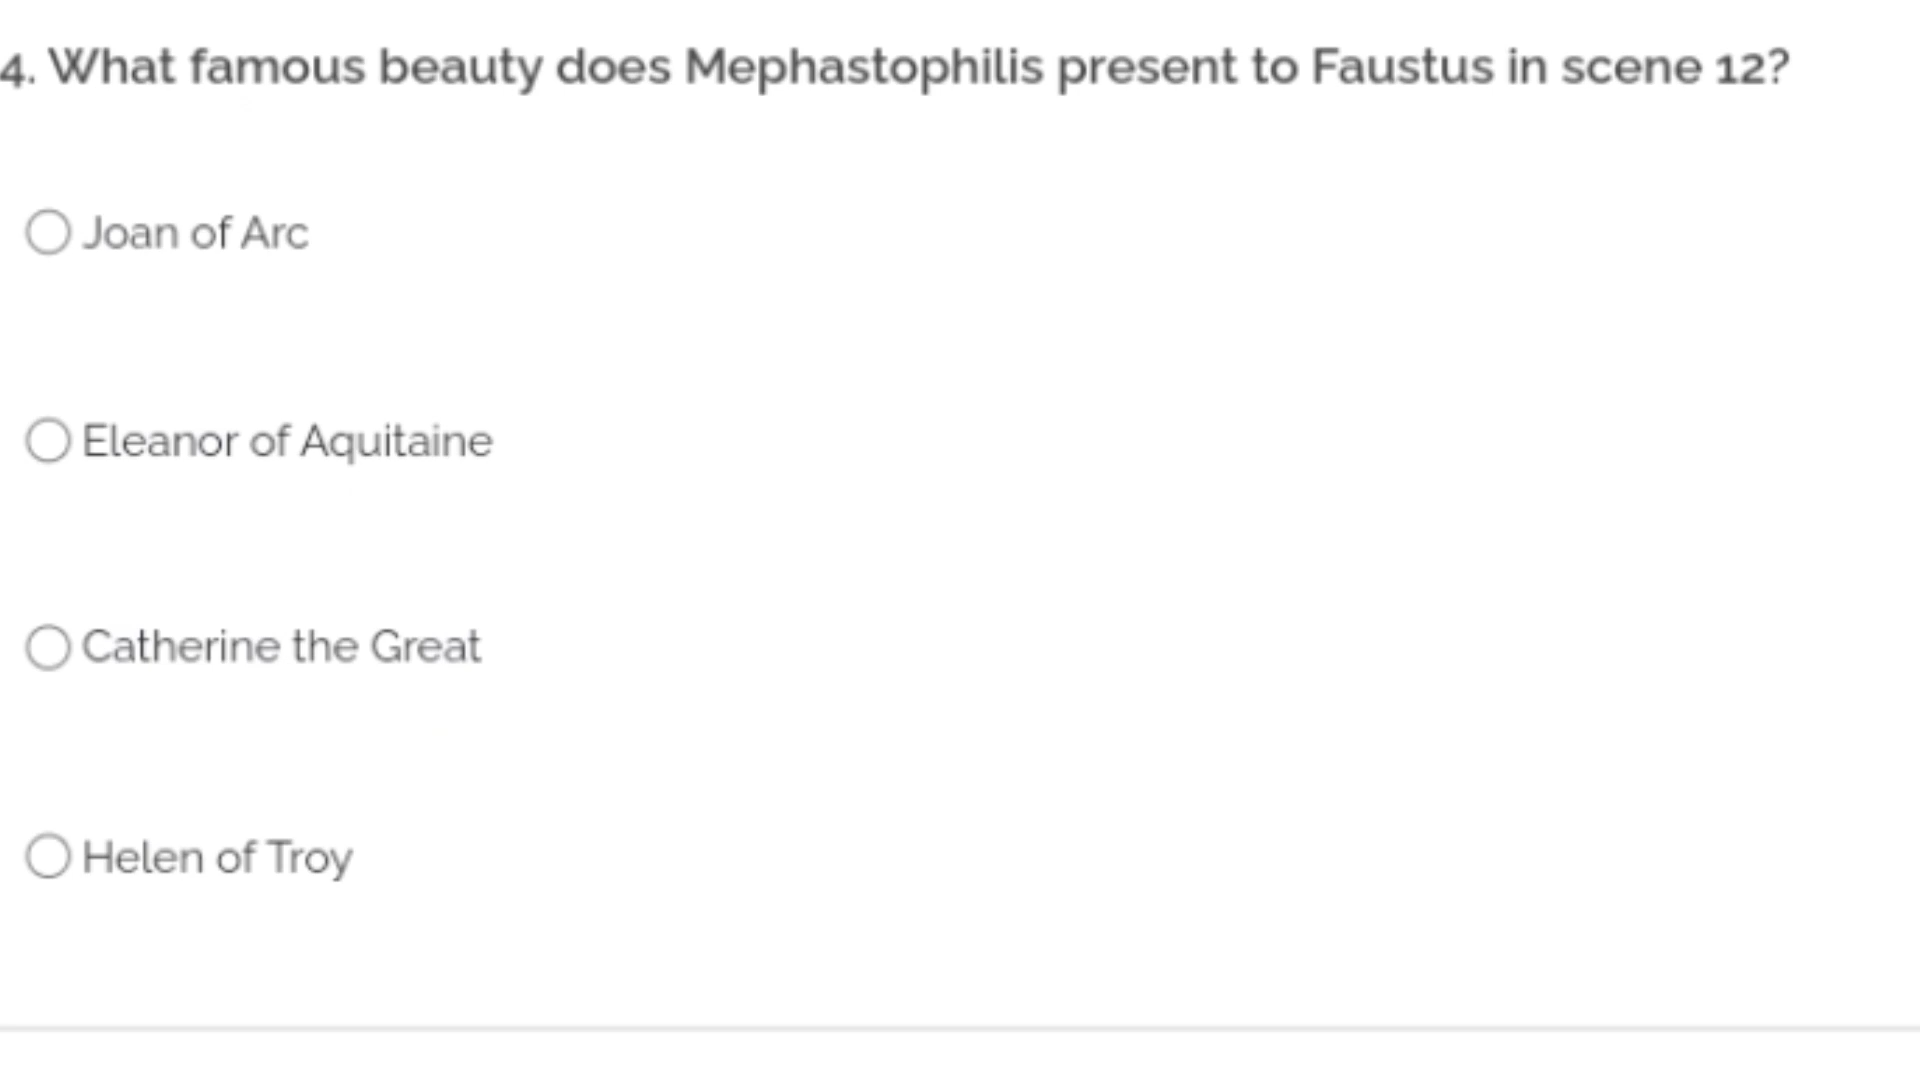 4. What famous beauty does Mephastophilis present to Faustus in scene 12?
Joan of Arc
Eleanor of Aquitaine
Catherine the Great
Helen of Troy